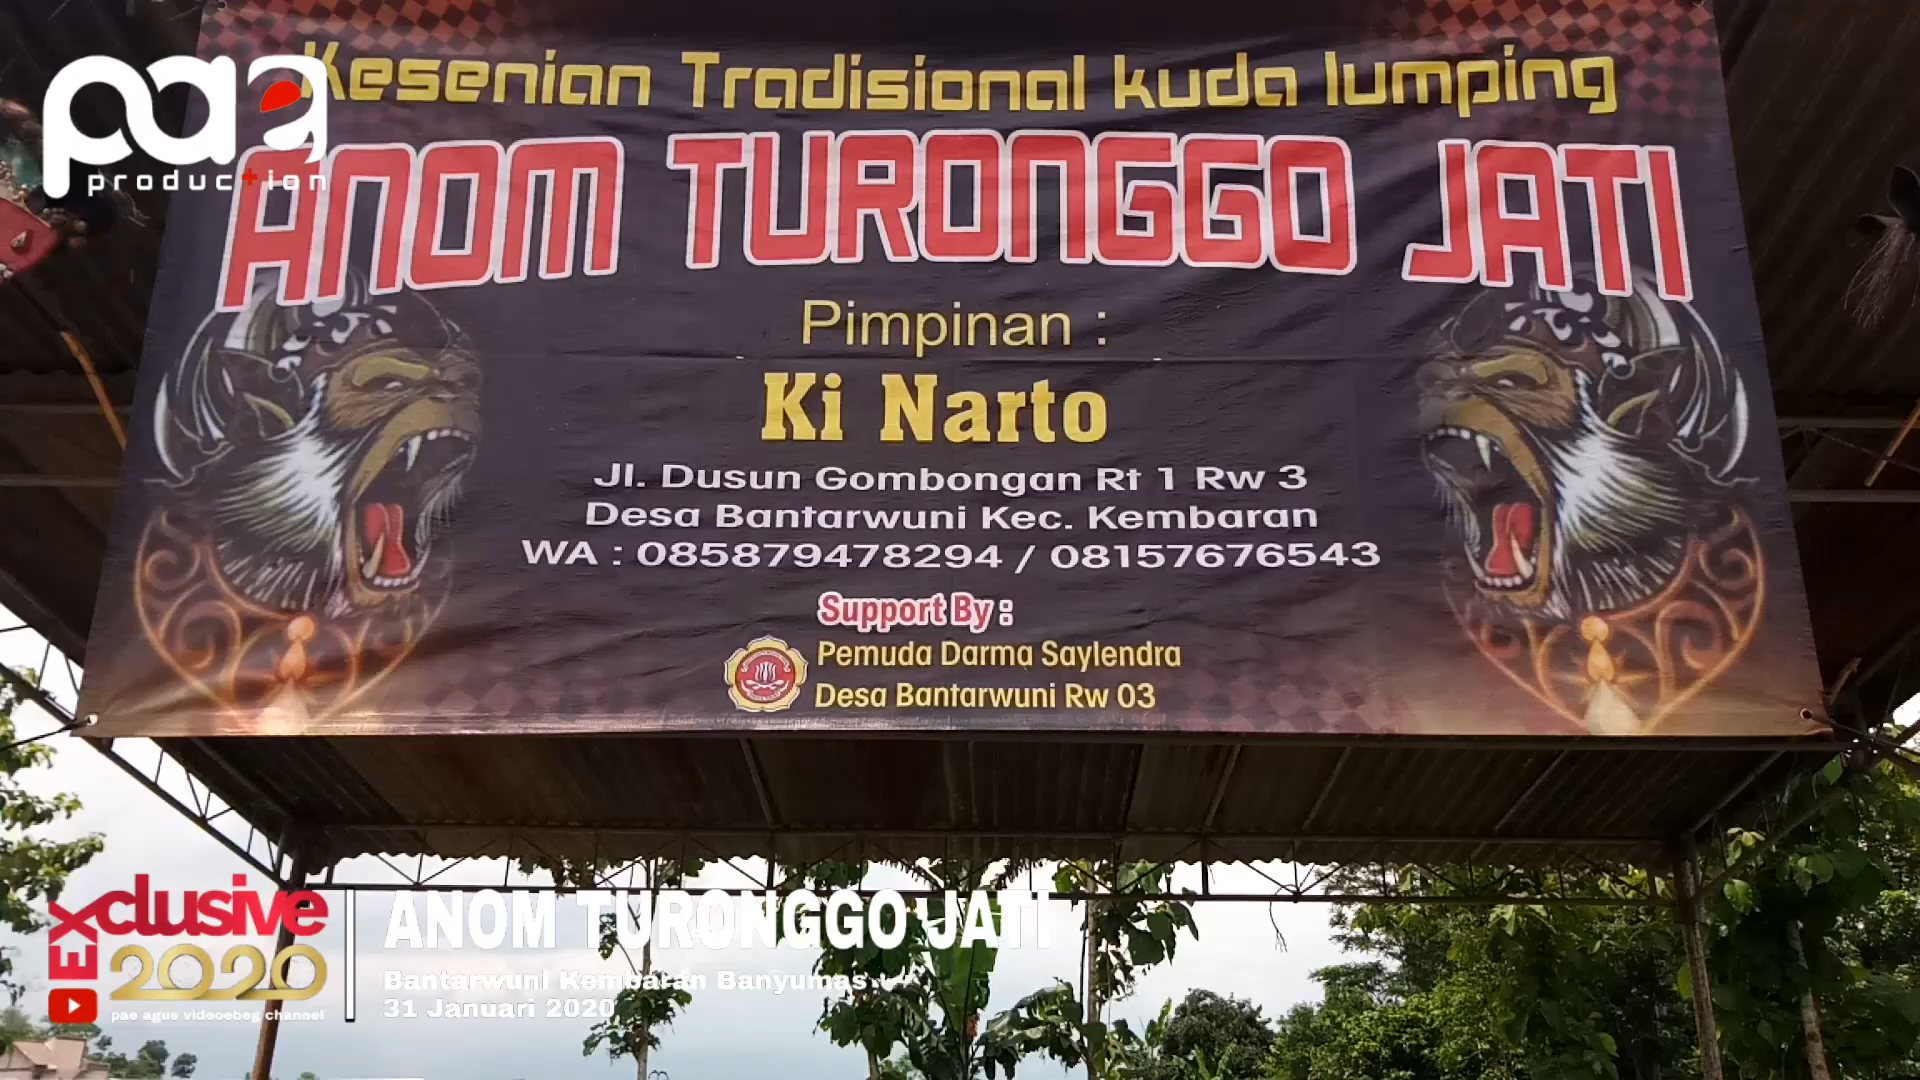 pae
production
Kesenian Tradisional kuda lumping
ANOM TURONGGO JATI
Pimpinan :
Ki Narto
Jl. Dusun Gombongan Rt 1 Rw 3
Desa Bantarwuni Kec. Kembaran
WA : 085879478294 / 08157676543
Support By :
Pemuda Darma Saylendra
Desa Bantarwuni Rw 03
EXclusive
2020
pae agus videoebeg channel
ANOM TURONGGO JATI
Bantarwuni Kembaran Banyumas
31 Januari 2020